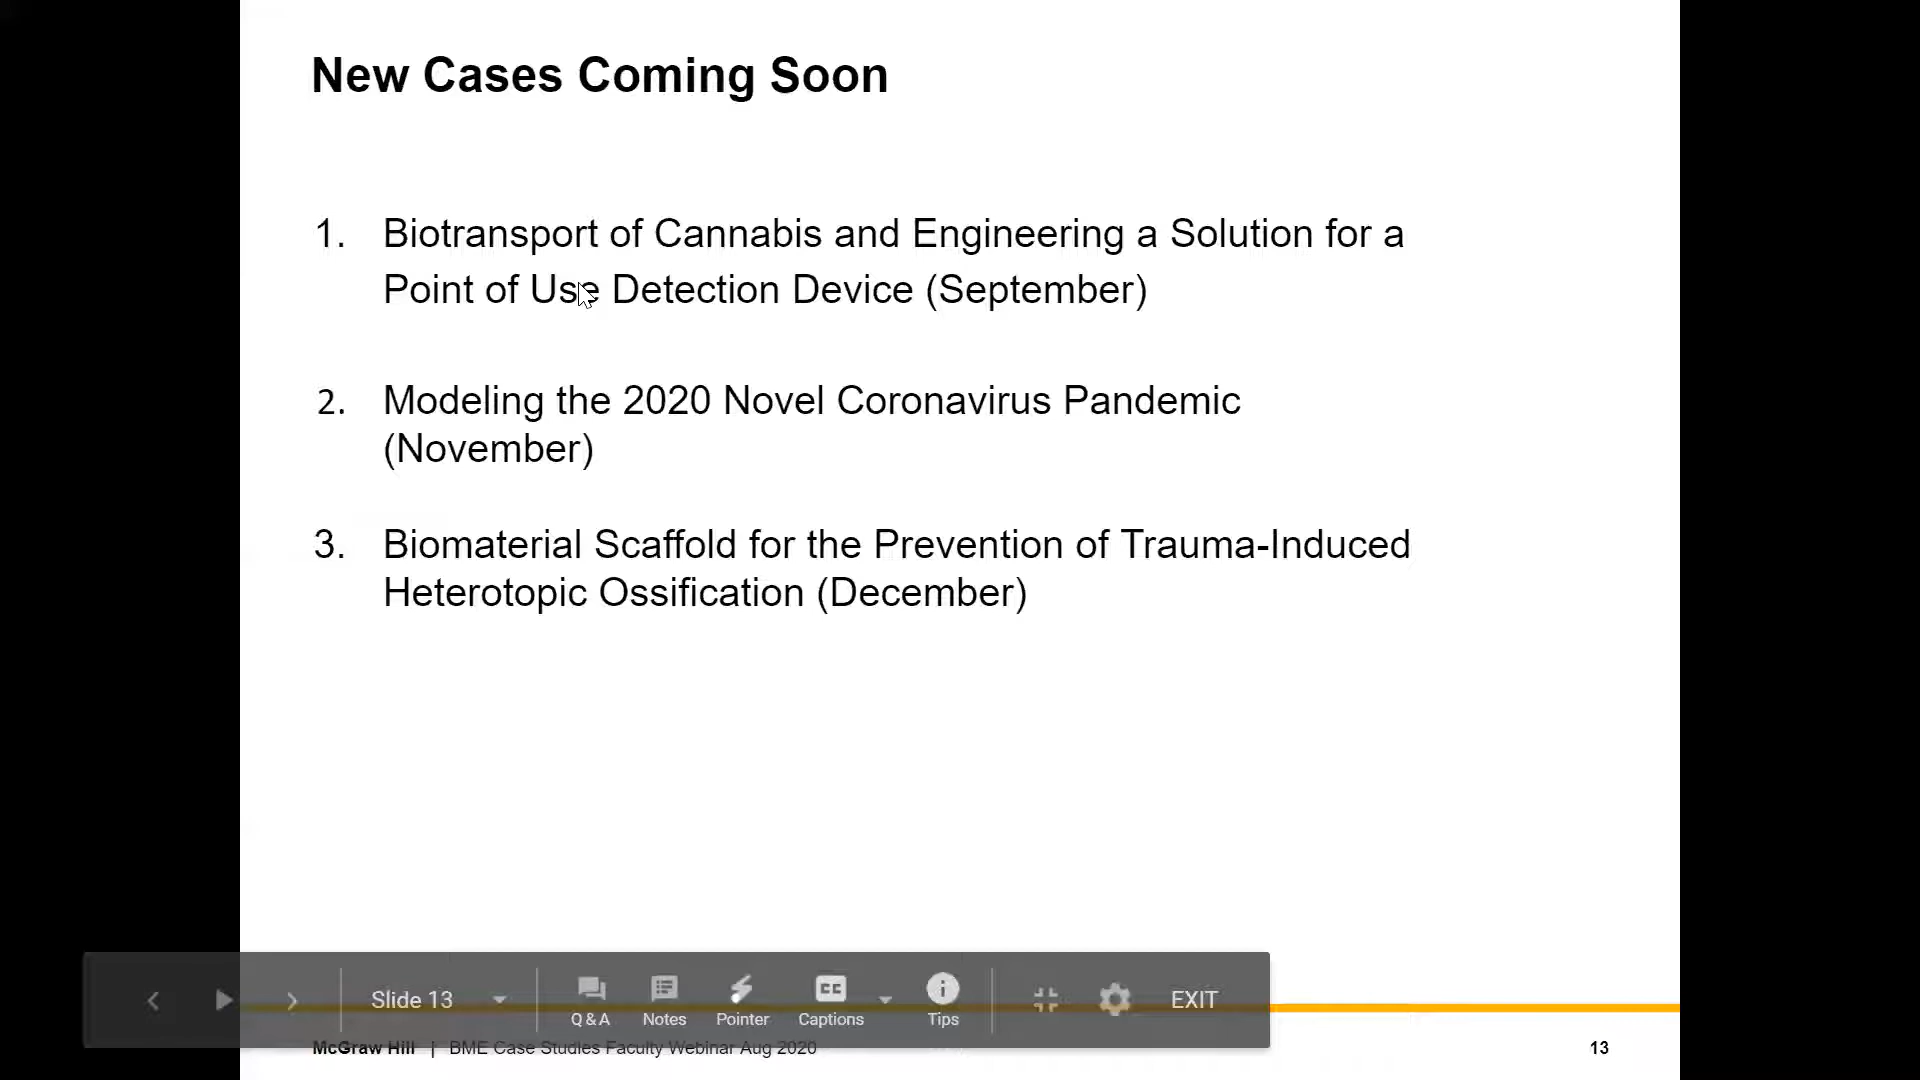 New Cases Coming Soon
1. Biotransport of Cannabis and Engineering a Solution for a
Point of Use Detection Device (September)
2. Modeling the 2020 Novel Coronavirus Pandemic
(November)
3. Biomaterial Scaffold for the Prevention of Trauma-Induced
Heterotopic Ossification (December)
Slide 13
Q & A
Notes
Pointer
CC
Captions
Tips
EXIT
McGraw Hill | BME Case Studies Faculty Webinar Aug 2020
13